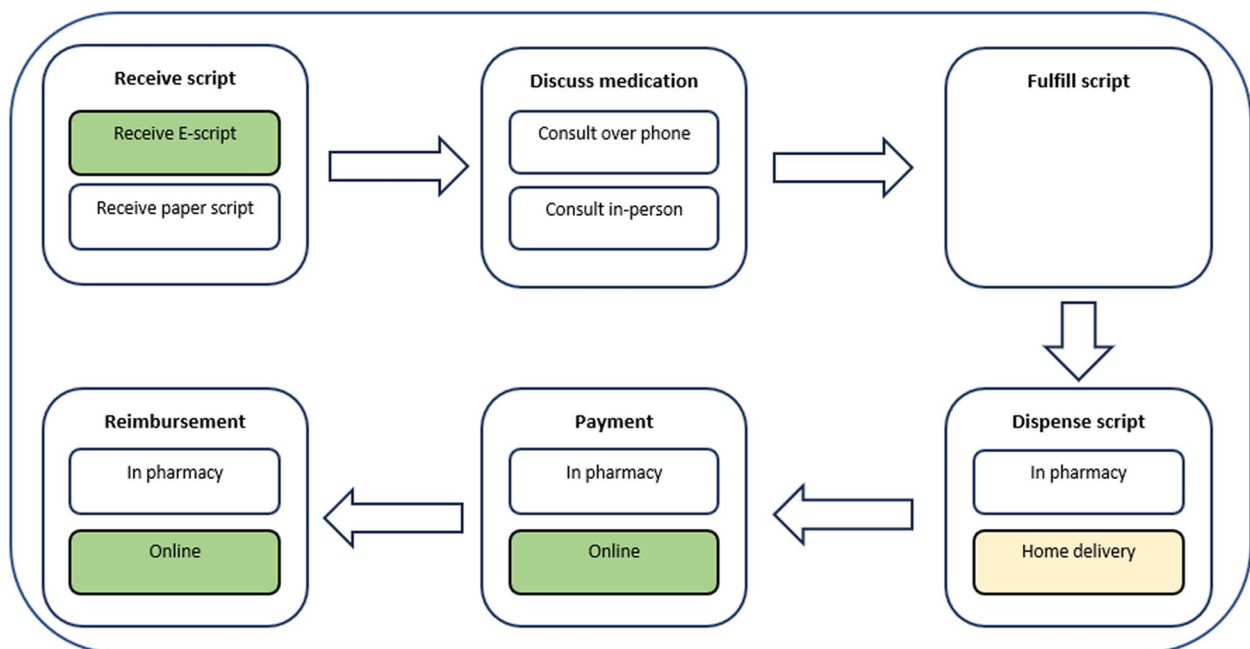 Receive script
Receive E-script
Receive paper script
Discuss medication
Consult over phone
Consult in-person
Fulfill script
Reimbursement
In pharmacy
Online
Payment
In pharmacy
Online
Dispense script
In pharmacy
Home delivery